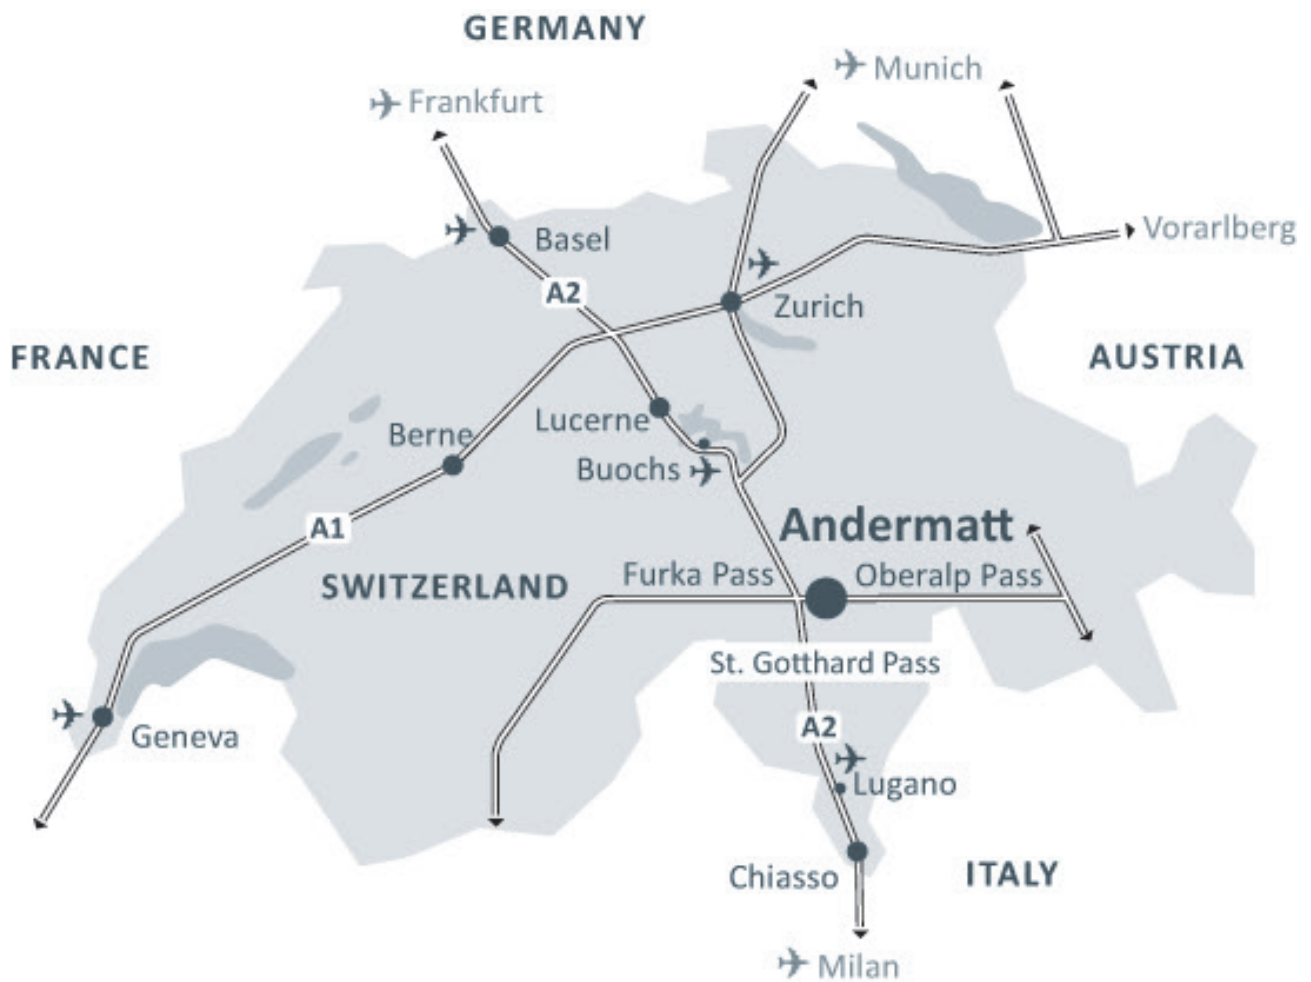 GERMANY
Munich
Frankfurt
Vorarlberg
Basel
A2
Zurich
FRANCE
AUSTRIA
Lucerne
Berne
Buochs
A1
Andermatt
Furka Pass
Oberalp Pass
SWITZERLAND
St. Gotthard Pass
A2
Geneva
Lugano
Chiasso
ITALY
Milan